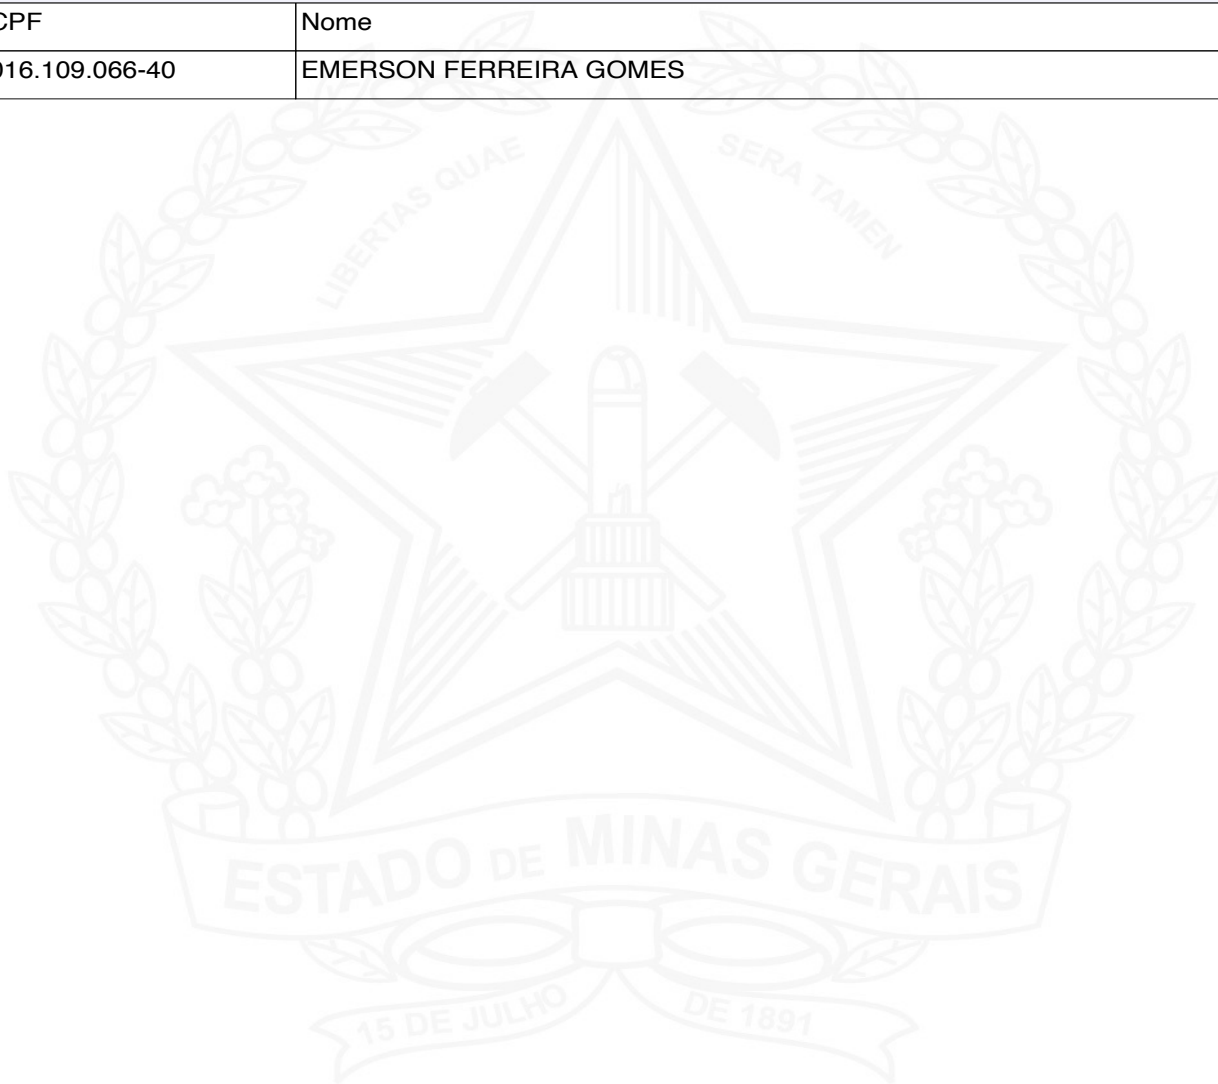 CPF Nome
016.109.066-40 EMERSON FERREIRA GOMES
LIBERTAS QUAE SERA TAMEN
ESTADO DE MINAS GERAIS
15 DE JULHO DE 1891